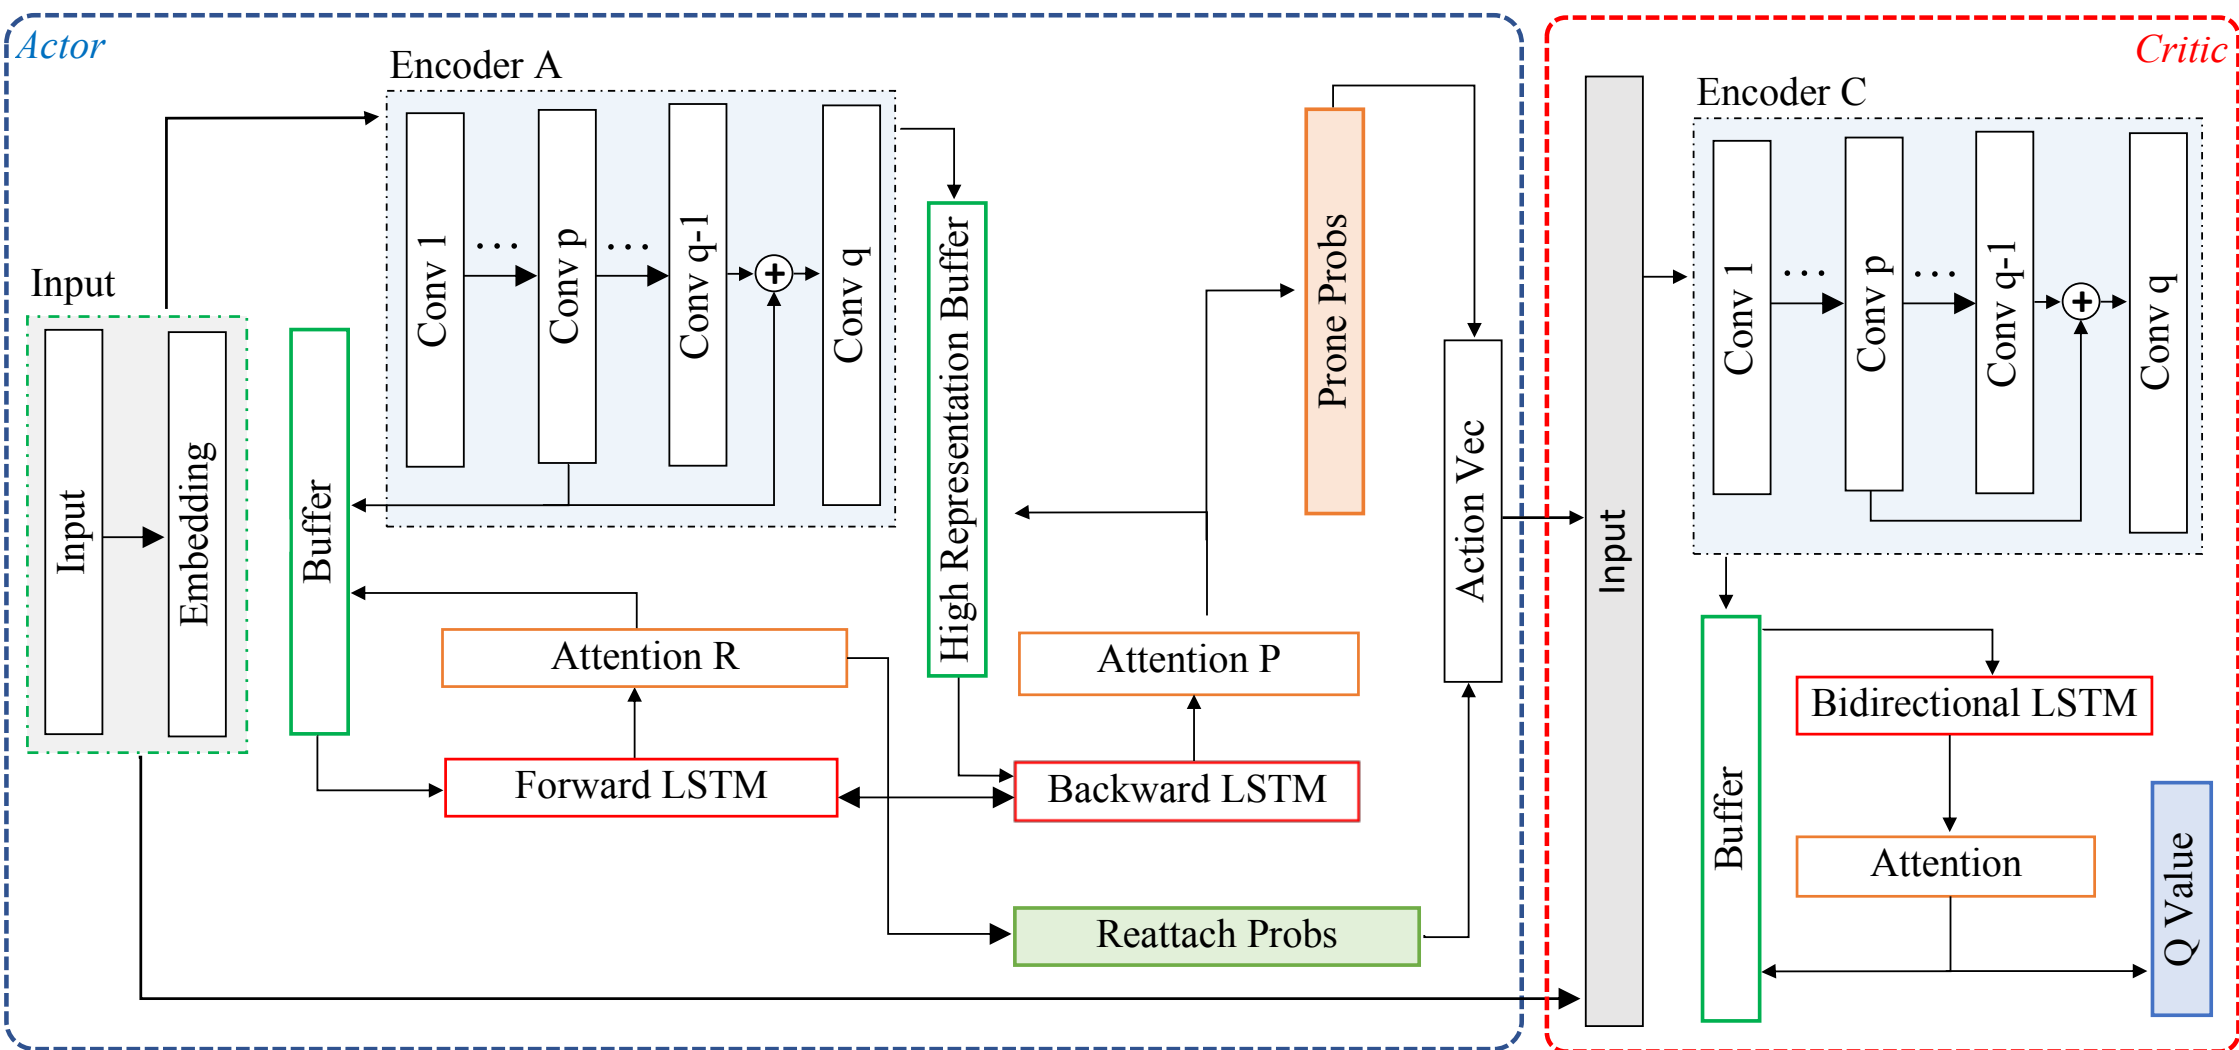 Actor
Encoder A
Conv 1
...
Conv p
...
Conv q-1
+
Conv q
Input
Input
Embedding
Buffer
High Representation Buffer
Prone Probs
Action Vec
Attention R
Attention P
Forward LSTM
Backward LSTM
Reattach Probs
Critic
Input
Encoder C
Conv 1
...
Conv p
...
Conv q-1
+
Conv q
Buffer
Bidirectional LSTM
Attention
Q Value